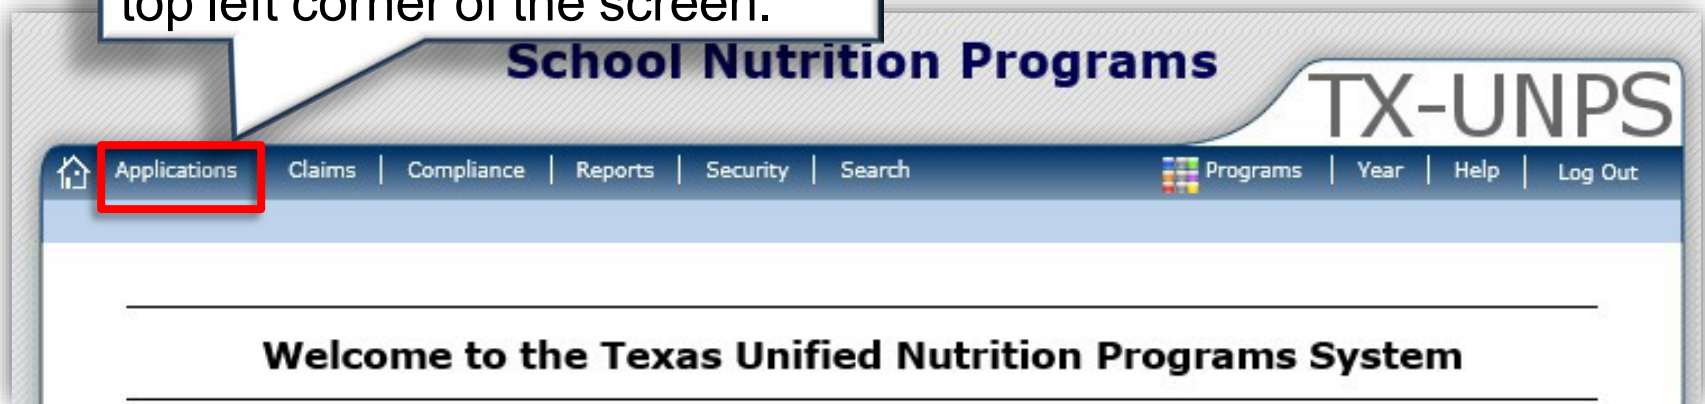 top left corner of the screen.
School Nutrition Programs
TX-UNPS
Applications Claims | Compliance | Reports | Security | Search Programs | Year | Help | Log Out
Welcome to the Texas Unified Nutrition Programs System